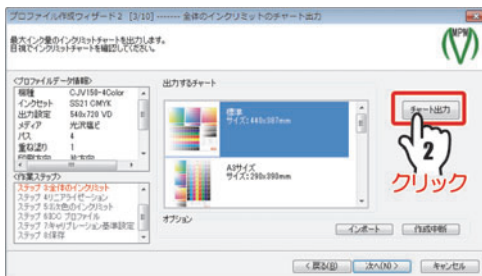 プロファイル作成ウィザード2 [3/10] ------- 全体のインクリミットのチャート出力
最大インク量のインクリミットチャートを出力します。
目視でインクリミットチャートを確認してください。
MPM
<プロファイルデータ情報>
機種 CJV150-4Color
インクセット SS21 CMYK
出力設定 540x720 VD
メディア 光沢塩ビ
パス 4
重ね塗り 1
印刷方向 片方向
<作業ステップ>
ステップ 3:全体のインクリミット
ステップ 4:リニアライゼーション
ステップ 5:多次色のインクリミット
ステップ 6:ICC プロファイル
ステップ 7:キャリブレーション基準設定
ステップ 8:保存
出力するチャート
標準
サイズ:440x387mm
A3サイズ
サイズ:290x390mm
オプション
チャート出力
2
クリック
インポート
作成中断
< 戻る(B)
次へ(N) >
キャンセル